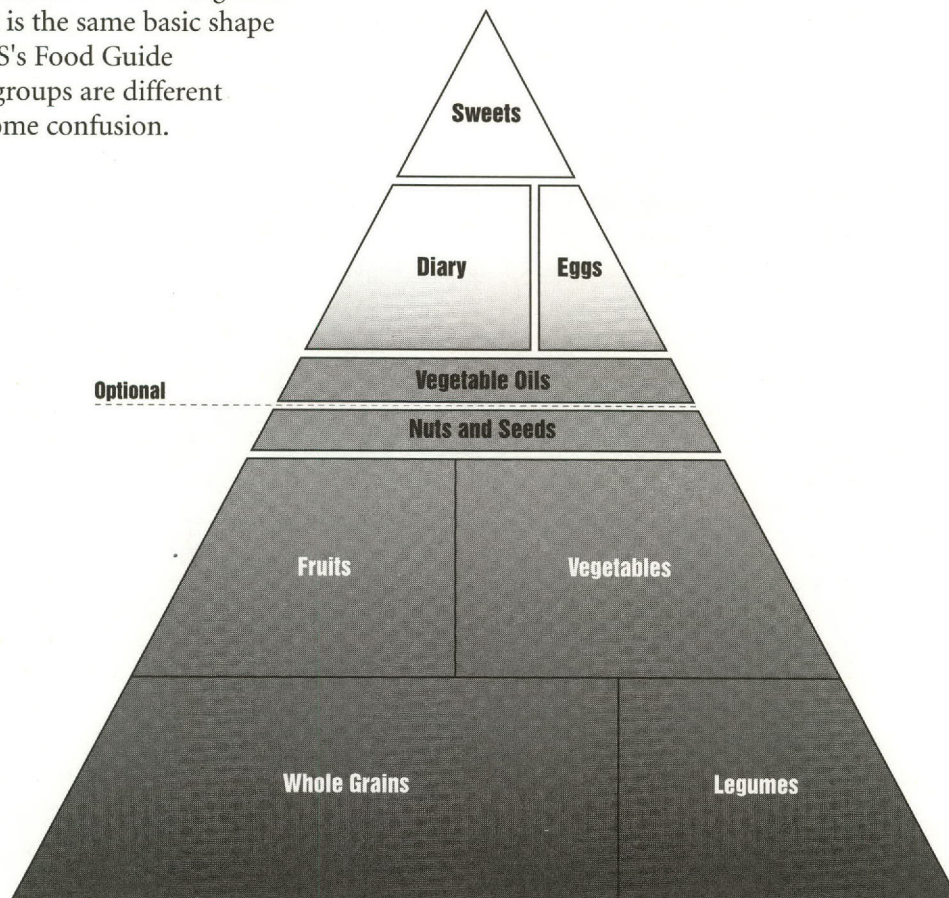 is the same basic shape
S's Food Guide
groups are different
ome confusion.
Sweets
Diary
Eggs
Vegetable Oils
Optional
Nuts and Seeds
Fruits
Vegetables
Whole Grains
Legumes